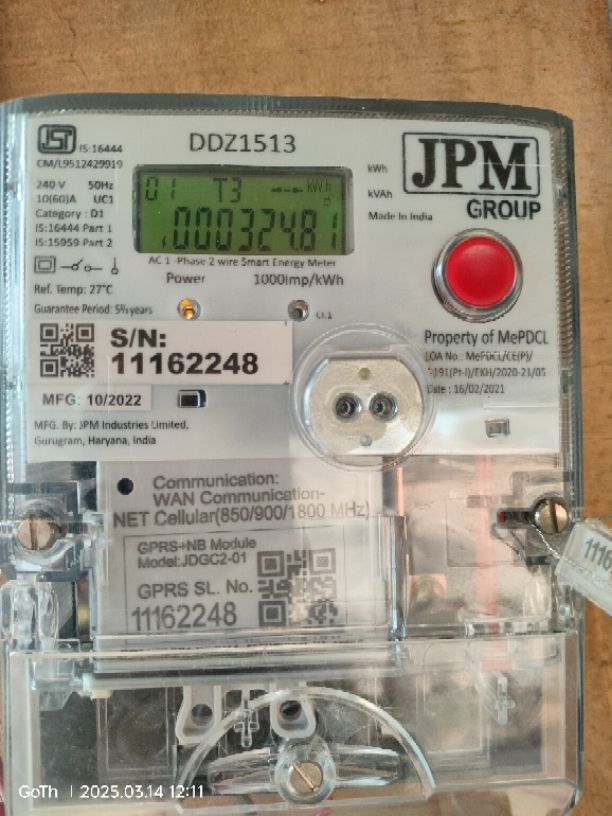 IS:16444
CM/L9512429919
DDZ1513
240 V 50Hz
10(60)A UC1
Category : D1
IS:16444 Part 1
IS:15959 Part 2
01 T3 kWh
000324.81
kWh
kVAh
Made In India
JPM
GROUP
AC 1 -Phase 2 wire Smart Energy Meter
Power 1000imp/kWh
Ref. Temp: 27°C
Guarantee Period: 5½ years
S/N:
11162248
MFG: 10/2022
MFG. By: JPM Industries Limited,
Gurugram, Haryana, India
Property of MePDCL
LOA No.: MePDCL/CE(P)/
Date : 16/02/2021
Communication:
WAN Communication-
NET Cellular(850/900/1800 MHz)
GPRS+NB Module
Model:JDGC2-01
GPRS SL. No.
11162248
GoTh | 2025.03.14 12:11